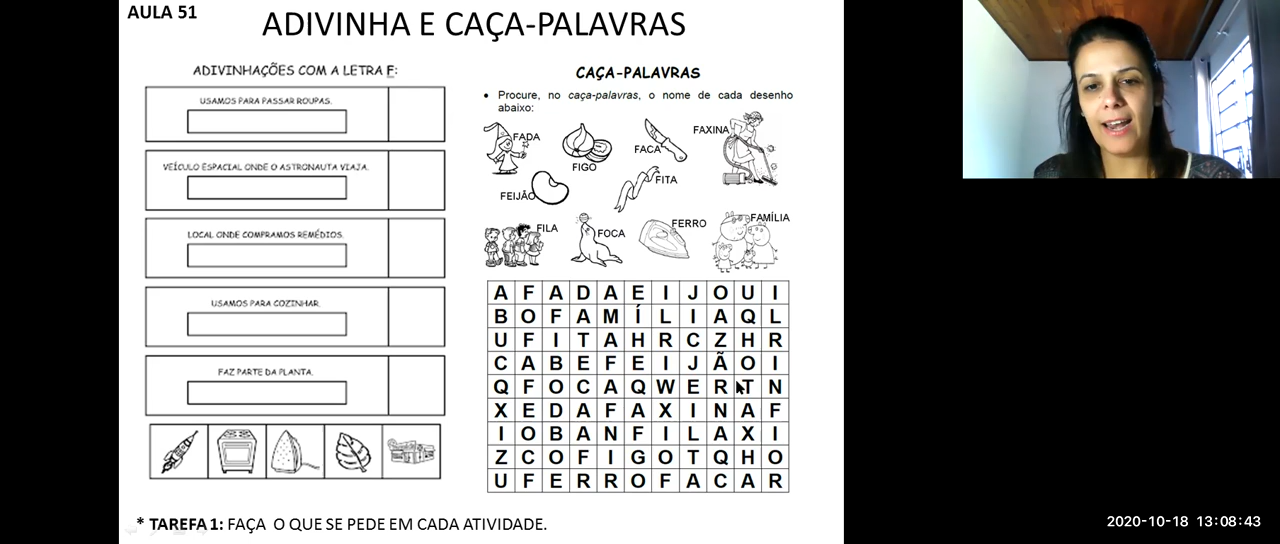 AULA 51
ADIVINHA E CAÇA-PALAVRAS
ADIVINHAÇÕES COM A LETRA F:
USAMOS PARA PASSAR ROUPAS.
VEÍCULO ESPACIAL ONDE O ASTRONAUTA VIAJA.
LOCAL ONDE COMPRAMOS REMÉDIOS.
USAMOS PARA COZINHAR.
FAZ PARTE DA PLANTA.
CAÇA-PALAVRAS
• Procure, no caça-palavras, o nome de cada desenho
abaixo:
FADA
FIGO
FACA
FAXINA
FEIJÃO
FITA
FILA
FOCA
FERRO
FAMÍLIA
A F A D A E I J O U I
B O F A M Í L I A Q L
U F I T A H R C Z H R
C A B E F E I J Ã O I
Q F O C A Q W E R T N
X E D A F A X I N A F
I O B A N F I L A X I
Z C O F I G O T Q H O
U F E R R O F A C A R
* TAREFA 1: FAÇA O QUE SE PEDE EM CADA ATIVIDADE.
2020-10-18 13:08:43